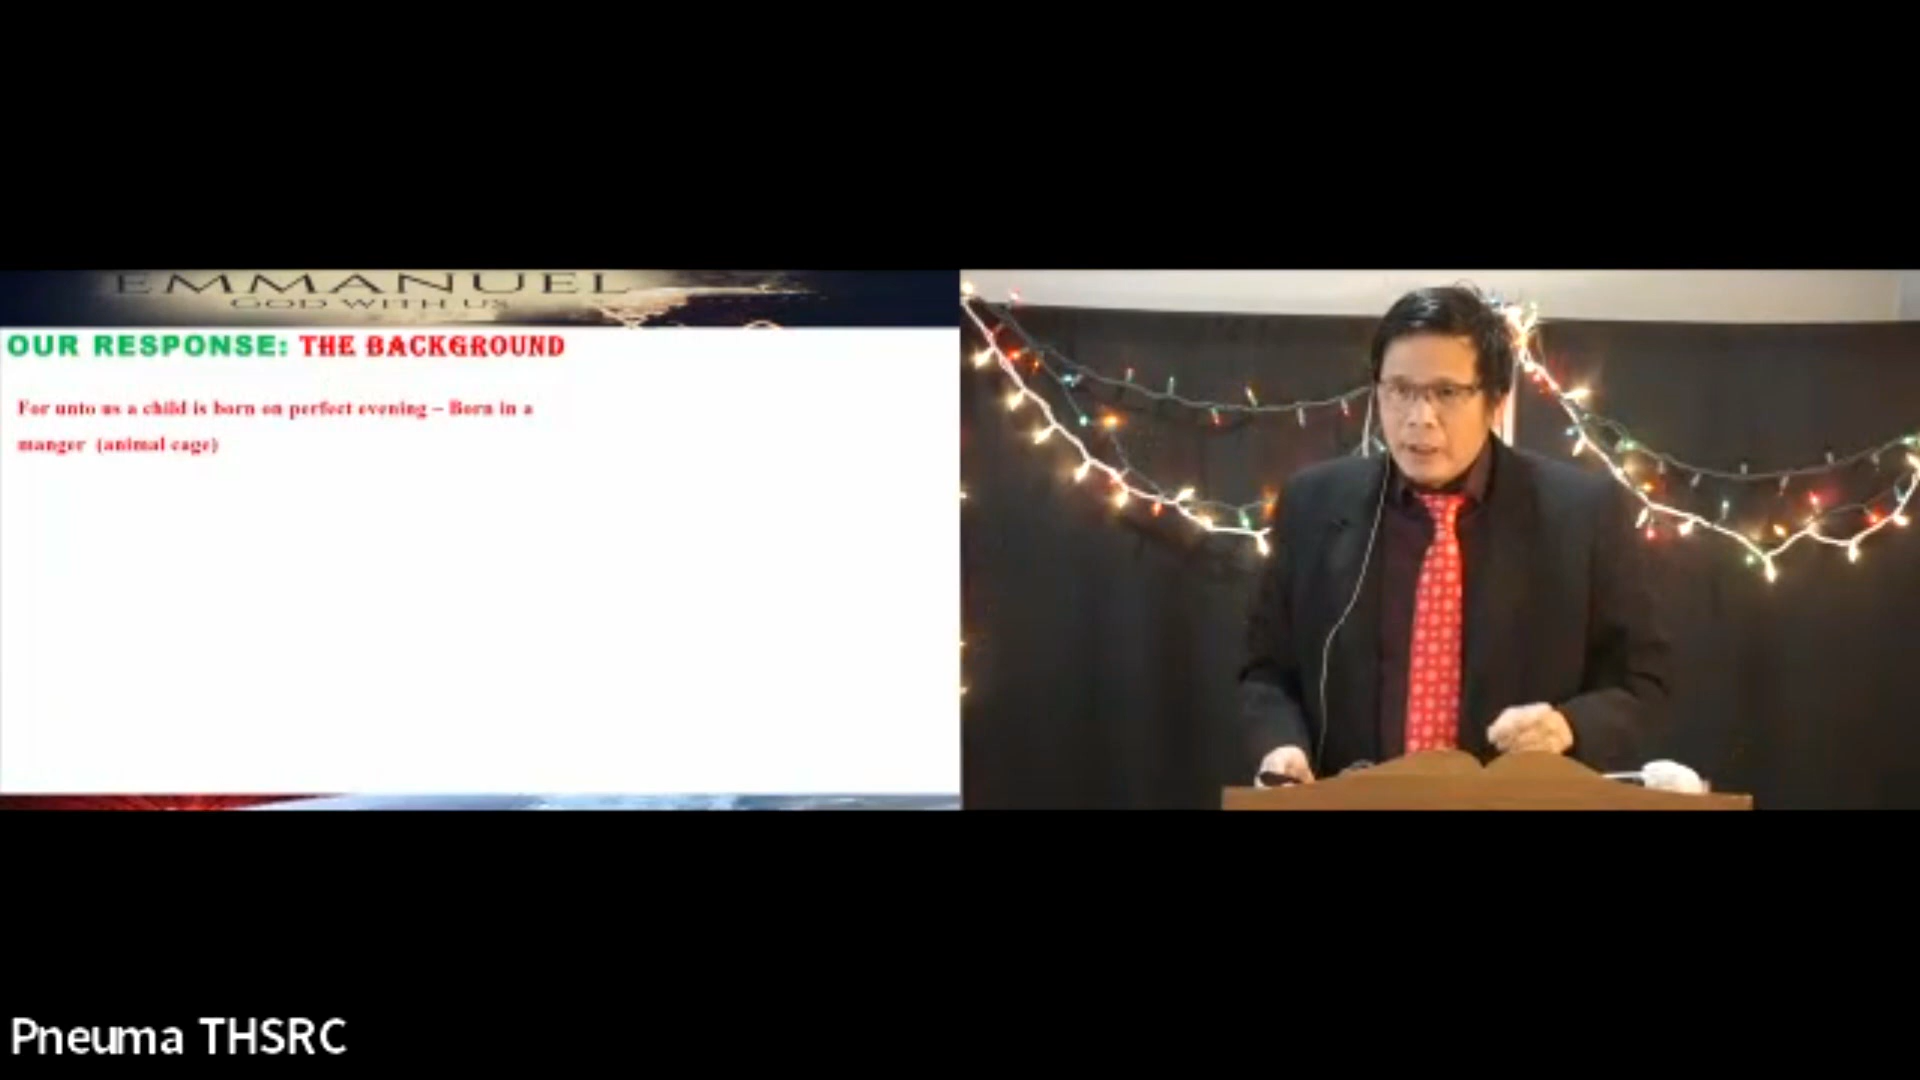 EMMANUEL
GOD WITH US
OUR RESPONSE: THE BACKGROUND
For unto us a child is born on perfect evening – Born in a
manger (animal cage)
Pneuma THSRC